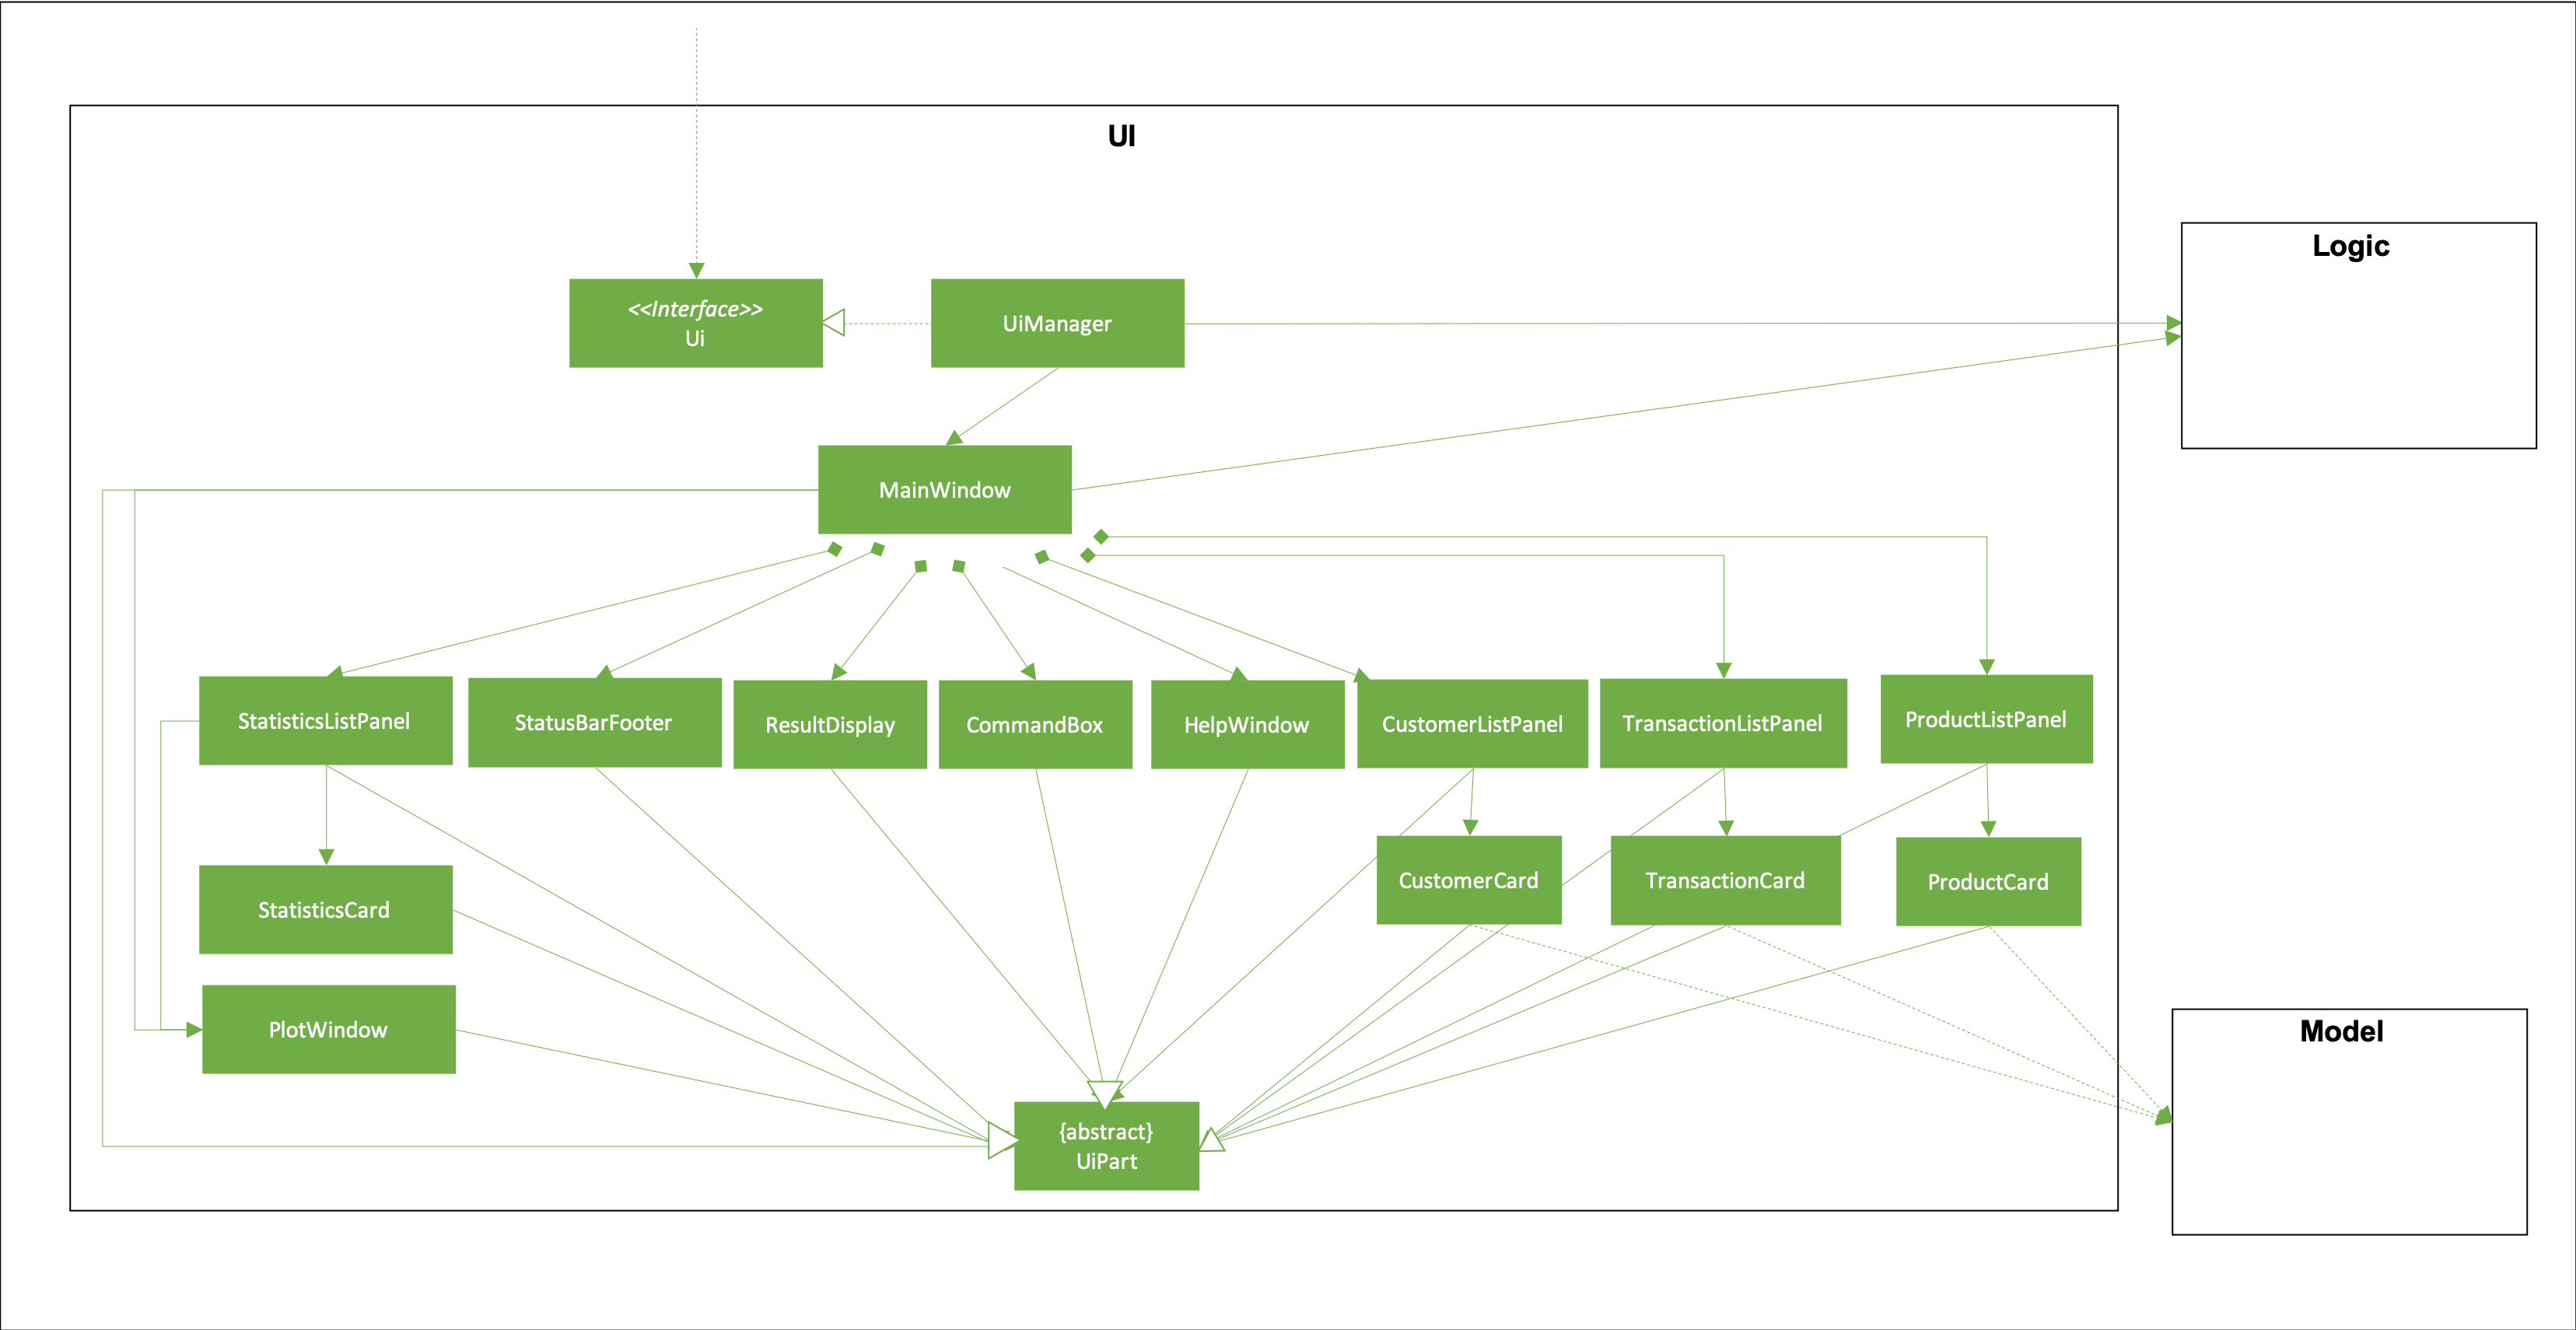 UI
Logic
<<Interface>>
Ui
UiManager
MainWindow
StatisticsListPanel
StatusBarFooter
ResultDisplay
CommandBox
HelpWindow
CustomerListPanel
TransactionListPanel
ProductListPanel
StatisticsCard
CustomerCard
TransactionCard
ProductCard
PlotWindow
Model
{abstract}
UiPart